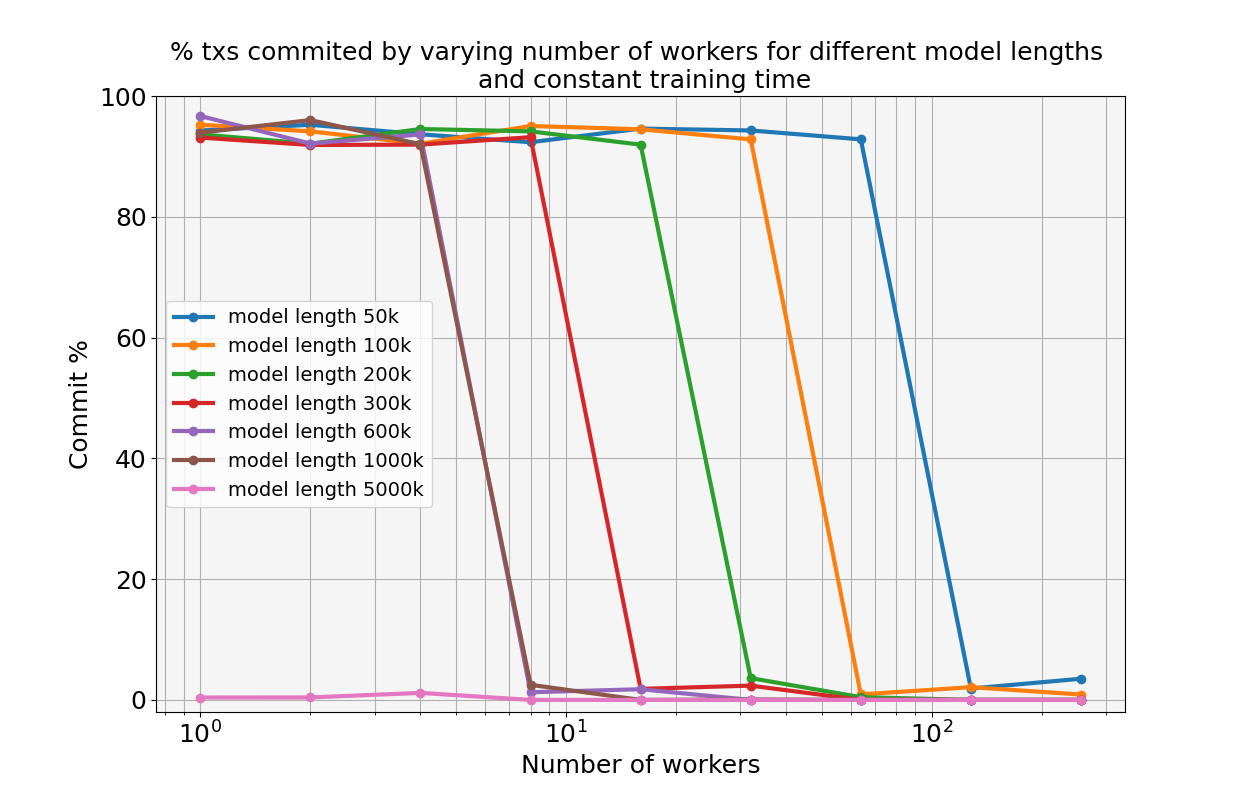 % txs commited by varying number of workers for different model lengths
and constant training time
100
80
60
40
20
0
Commit %
model length 50k
model length 100k
model length 200k
model length 300k
model length 600k
model length 1000k
model length 5000k
10⁰ 10¹ 10²
Number of workers